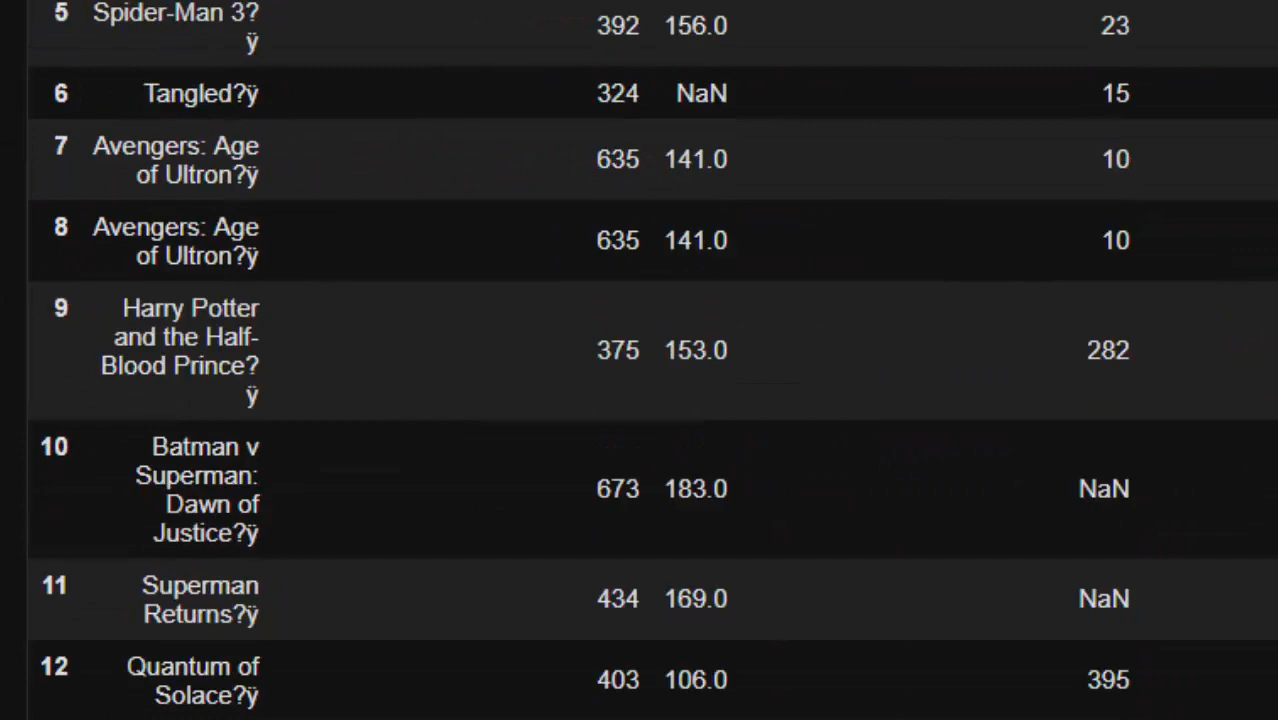 5 Spider-Man 3? 392 156.0 23
ÿ
6 Tangled?ÿ 324 NaN 15
7 Avengers: Age 635 141.0 10
of Ultron?ÿ
8 Avengers: Age 635 141.0 10
of Ultron?ÿ
9 Harry Potter
and the Half- 375 153.0 282
Blood Prince?
ÿ
10 Batman v
Superman: 673 183.0 NaN
Dawn of
Justice?ÿ
11 Superman 434 169.0 NaN
Returns?ÿ
12 Quantum of 403 106.0 395
Solace?ÿ